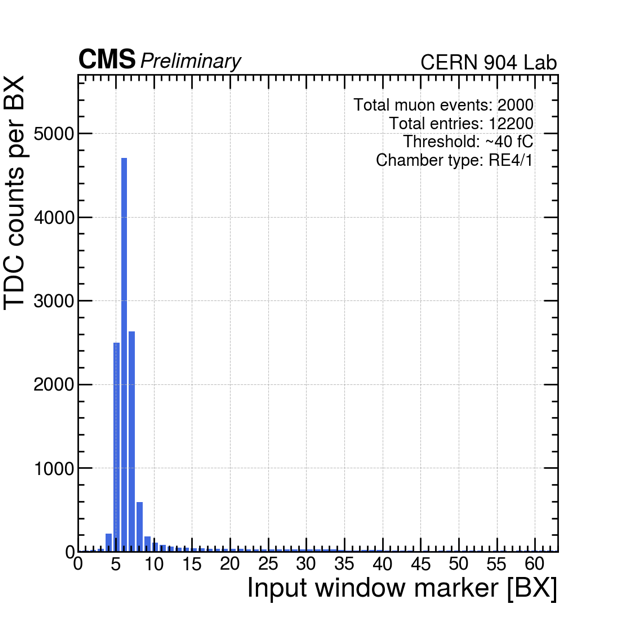 CMS Preliminary
CERN 904 Lab
Total muon events: 2000
Total entries: 12200
Threshold: ~40 fC
Chamber type: RE4/1
TDC counts per BX
5000
4000
3000
2000
1000
0
0 5 10 15 20 25 30 35 40 45 50 55 60
Input window marker [BX]